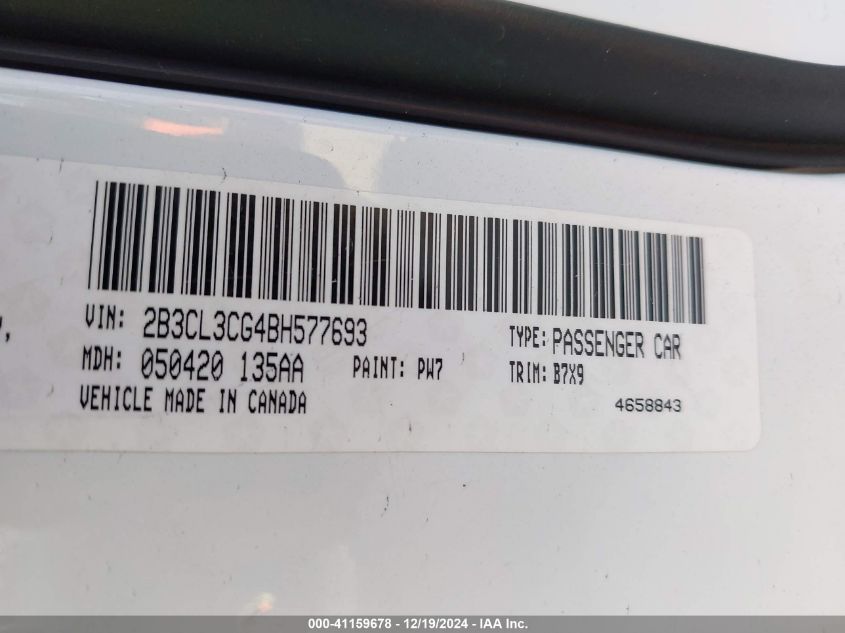 VIN: 2B3CL3CG4BH577693
TYPE: PASSENGER CAR
MDH: 050420 135AA
PAINT: PW7
TRIM: B7X9
VEHICLE MADE IN CANADA
4658843
000-41159678 - 12/19/2024 - IAA Inc.